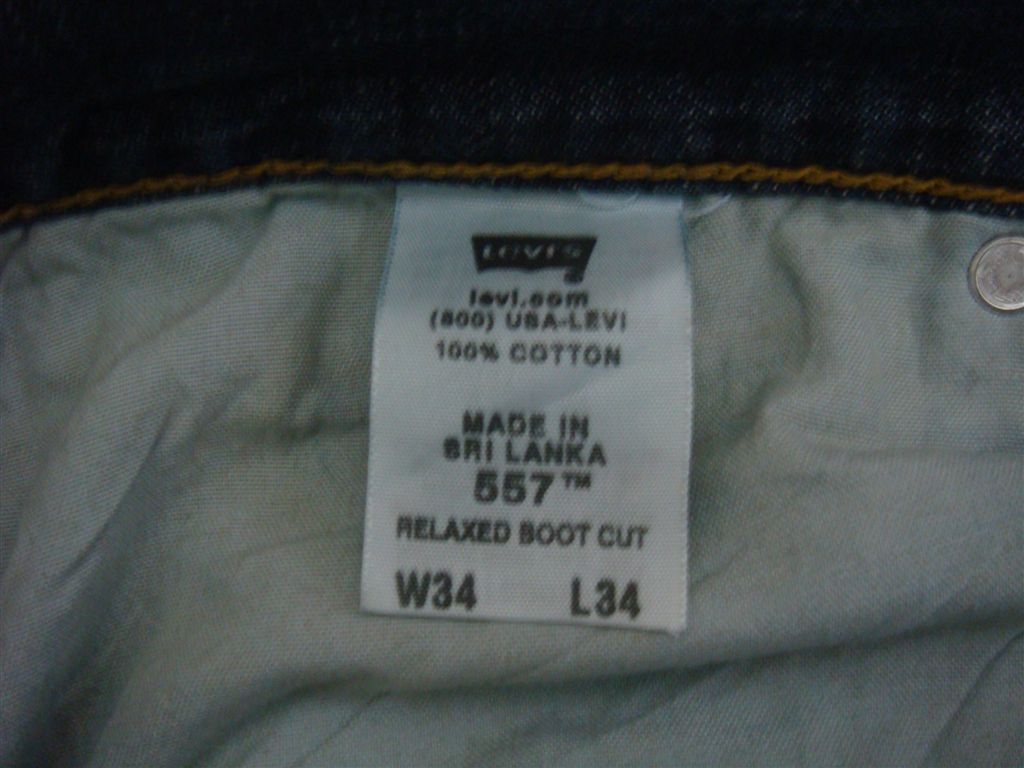 LEVI'S
levi.com
(800) USA-LEVI
100% COTTON
MADE IN
SRI LANKA
557™
RELAXED BOOT CUT
W34 L34